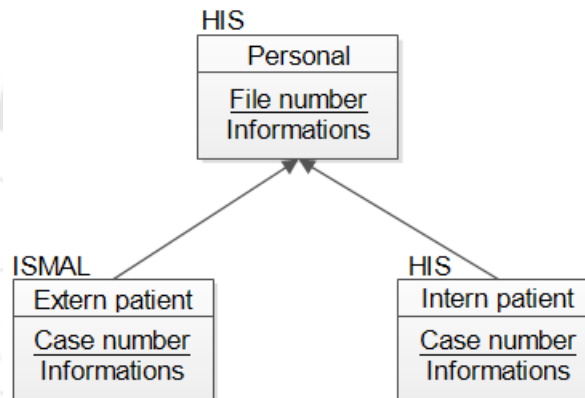 HIS
Personal
File number
Informations
ISMAL
Extern patient
Case number
Informations
HIS
Intern patient
Case number
Informations